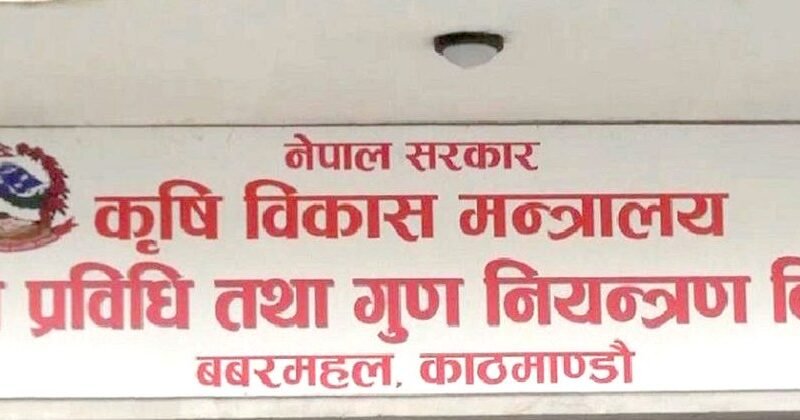 नेपाल सरकार
कृषि विकास मन्त्रालय
प्रविधि तथा गुण नियन्त्रण
बबरमहल, काठमाण्डौ